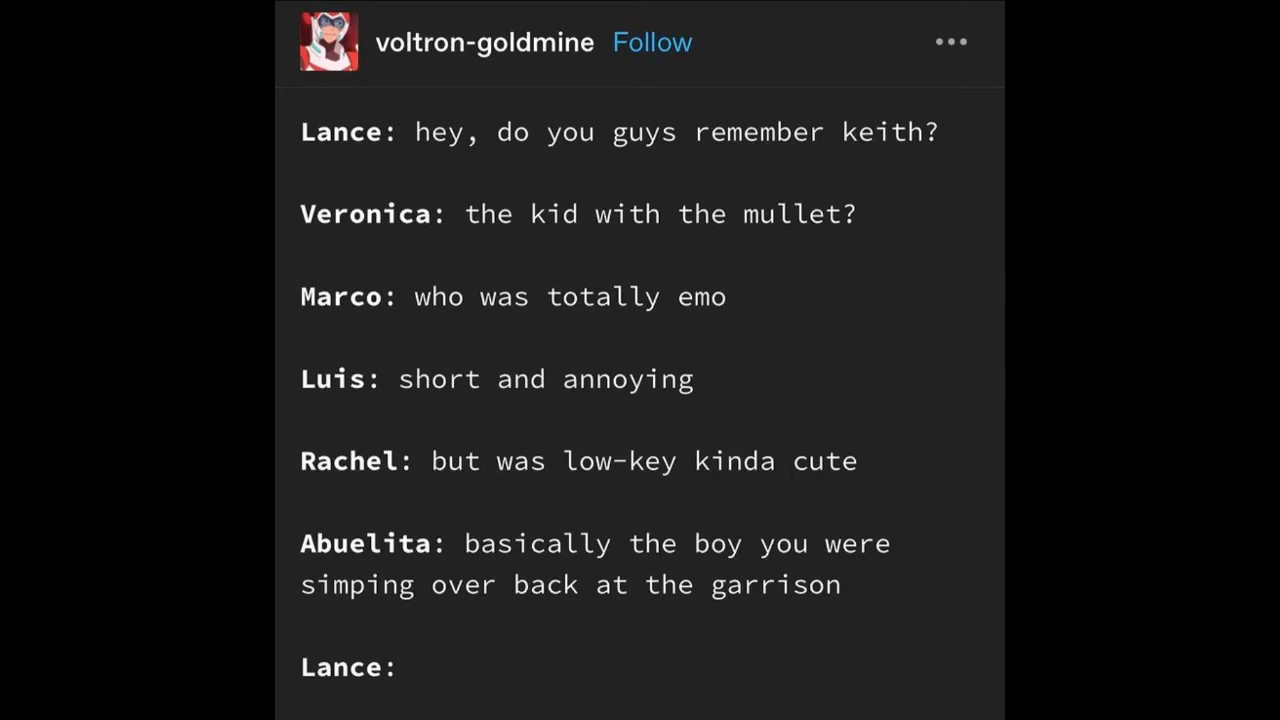 voltron-goldmine Follow
Lance: hey, do you guys remember keith?
Veronica: the kid with the mullet?
Marco: who was totally emo
Luis: short and annoying
Rachel: but was low-key kinda cute
Abuelita: basically the boy you were
simping over back at the garrison
Lance: